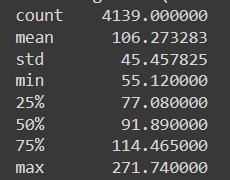 count 4139.000000
mean 106.273283
std 45.457825
min 55.120000
25% 77.080000
50% 91.890000
75% 114.465000
max 271.740000